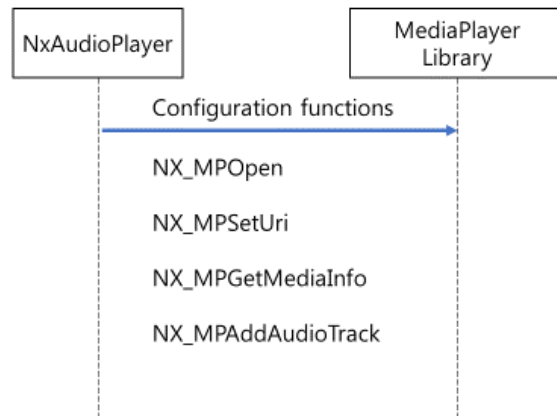 NxAudioPlayer
MediaPlayer
Library
Configuration functions
NX_MPOpen
NX_MPSetUri
NX_MPGetMediaInfo
NX_MPAddAudioTrack